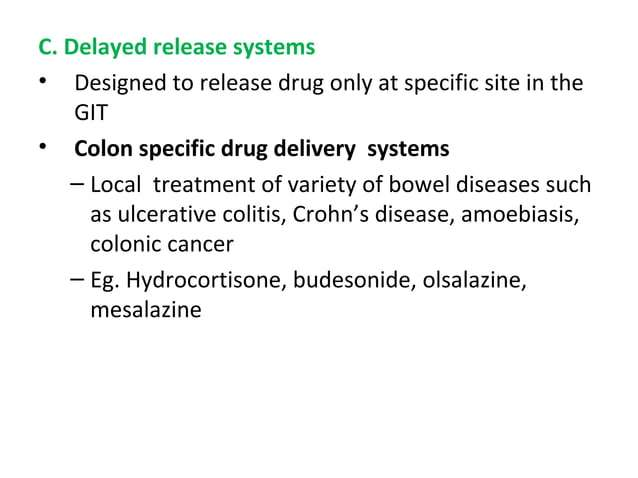 C. Delayed release systems
• Designed to release drug only at specific site in the
GIT
• Colon specific drug delivery  systems
– Local  treatment of variety of bowel diseases such
as ulcerative colitis, Crohn’s disease, amoebiasis,
colonic cancer
– Eg. Hydrocortisone, budesonide, olsalazine,
mesalazine